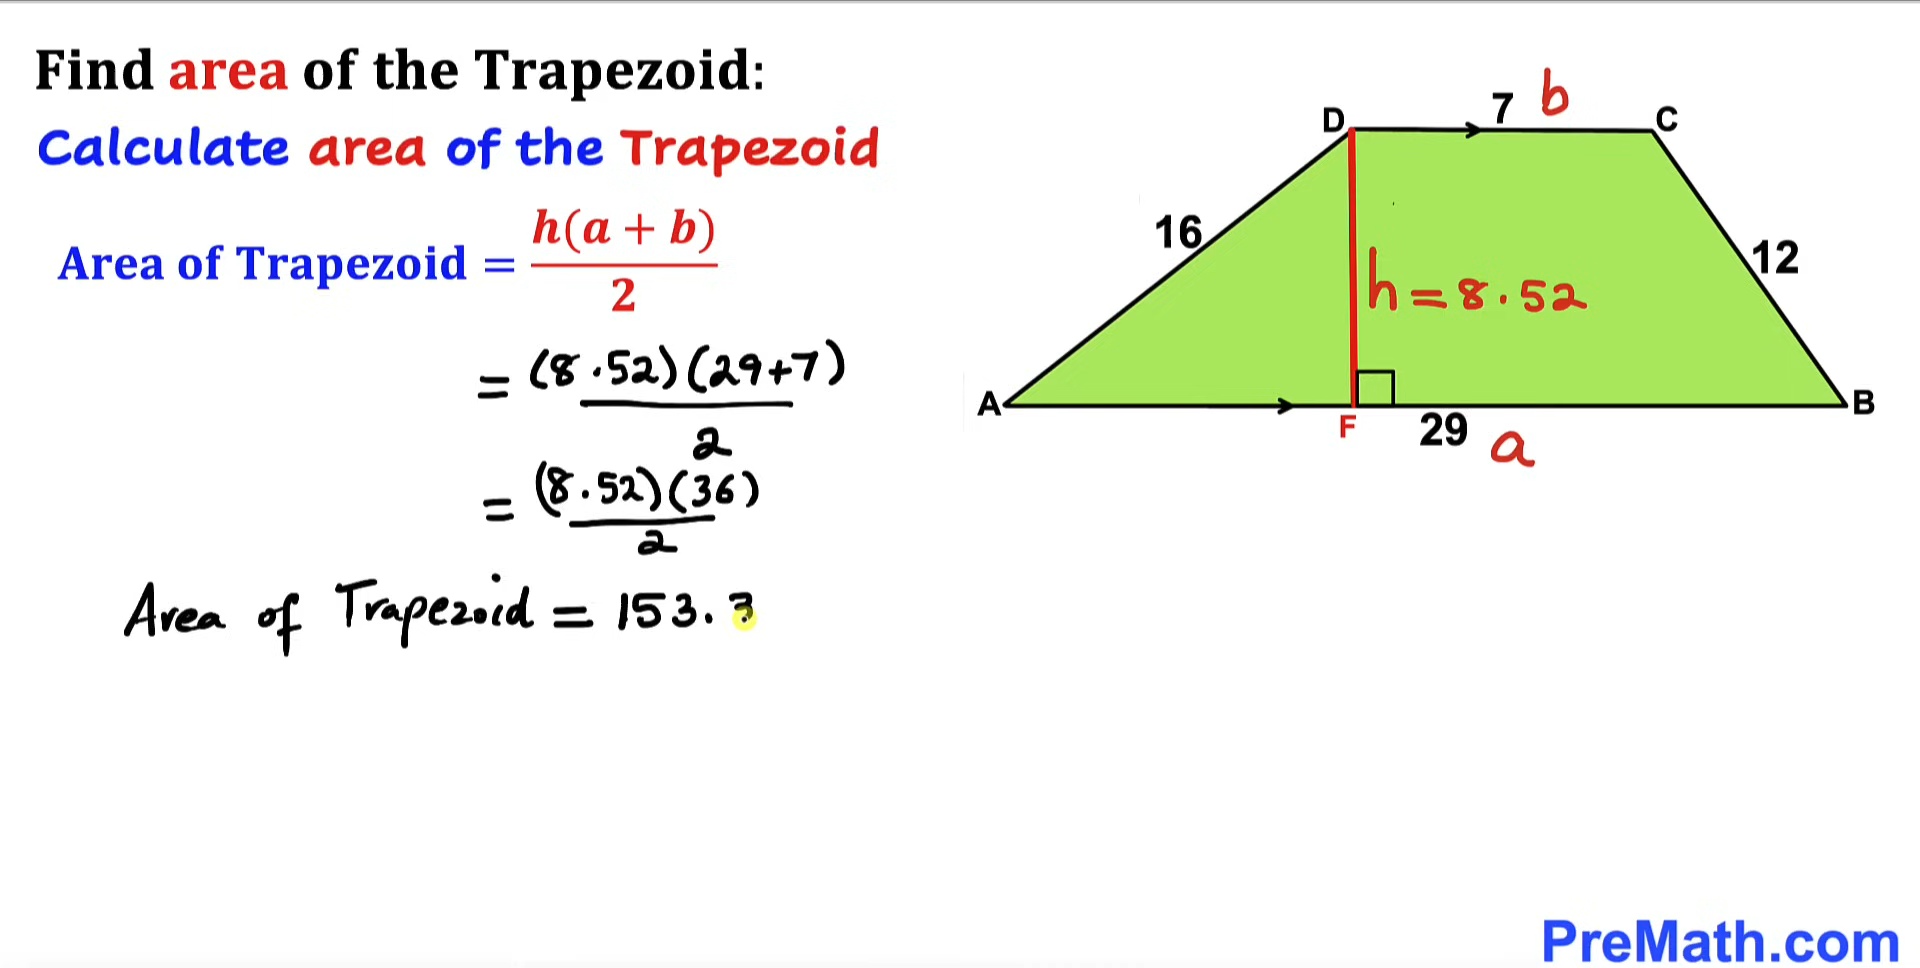 Find area of the Trapezoid:
Calculate area of the Trapezoid
Area of Trapezoid = h(a + b)
2
= (8.52)(29+7)
2
= (8.52)(36)
2
Area of Trapezoid = 153.3
D 7 b C
16
12
h = 8.52
A F 29 a B
PreMath.com